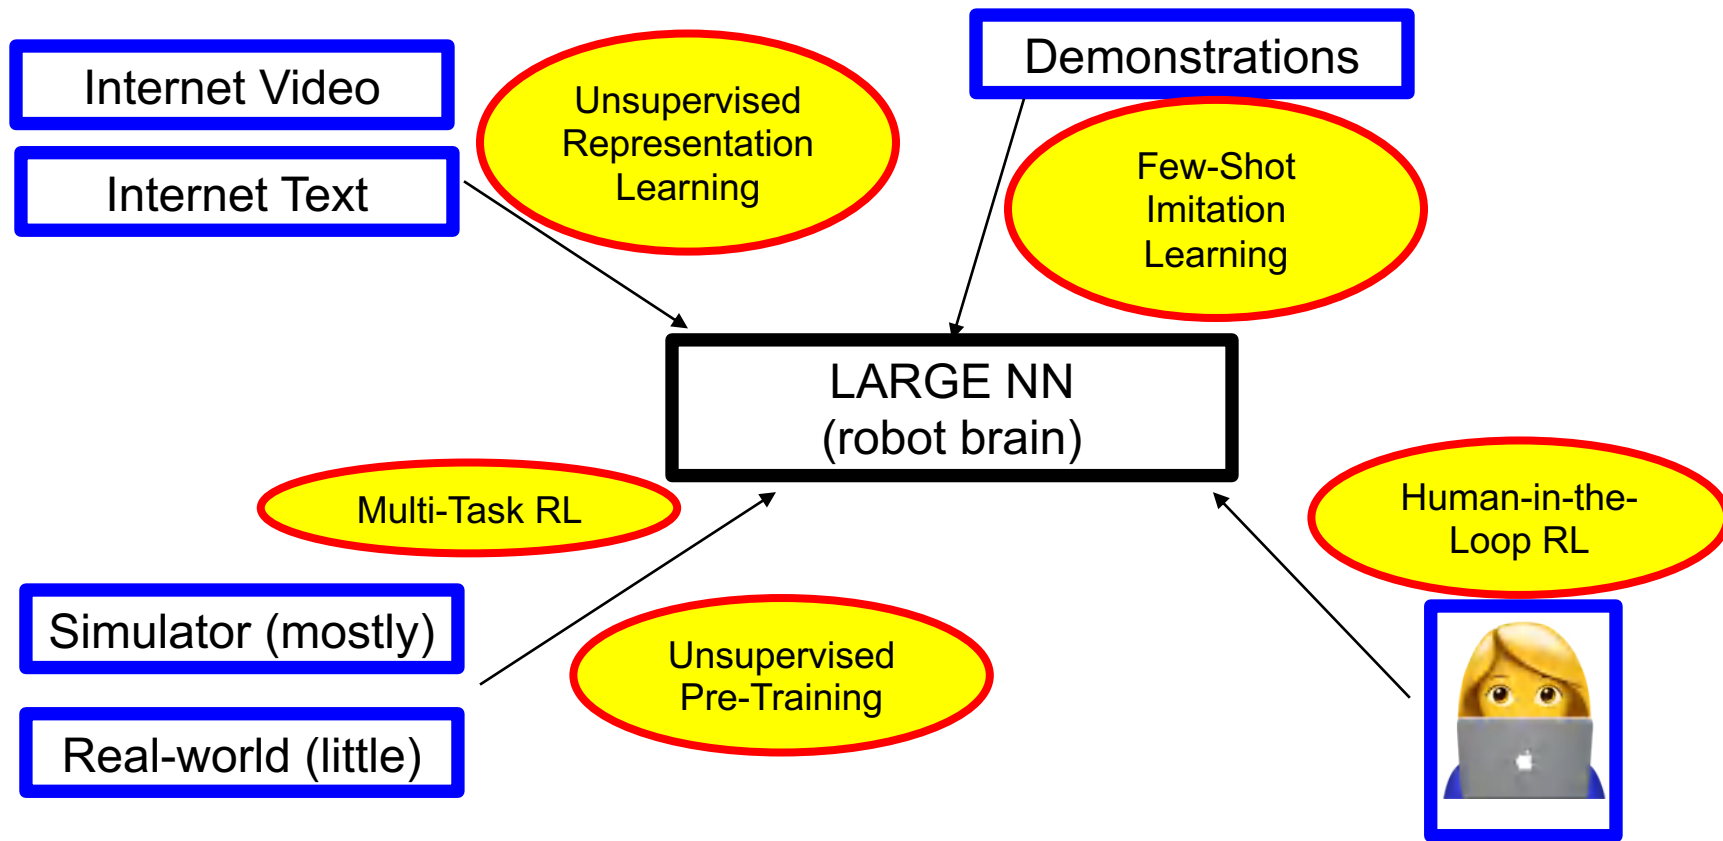 Internet Video
Internet Text
Unsupervised
Representation
Learning
Demonstrations
Few-Shot
Imitation
Learning
LARGE NN
(robot brain)
Multi-Task RL
Human-in-the-
Loop RL
Simulator (mostly)
Real-world (little)
Unsupervised
Pre-Training